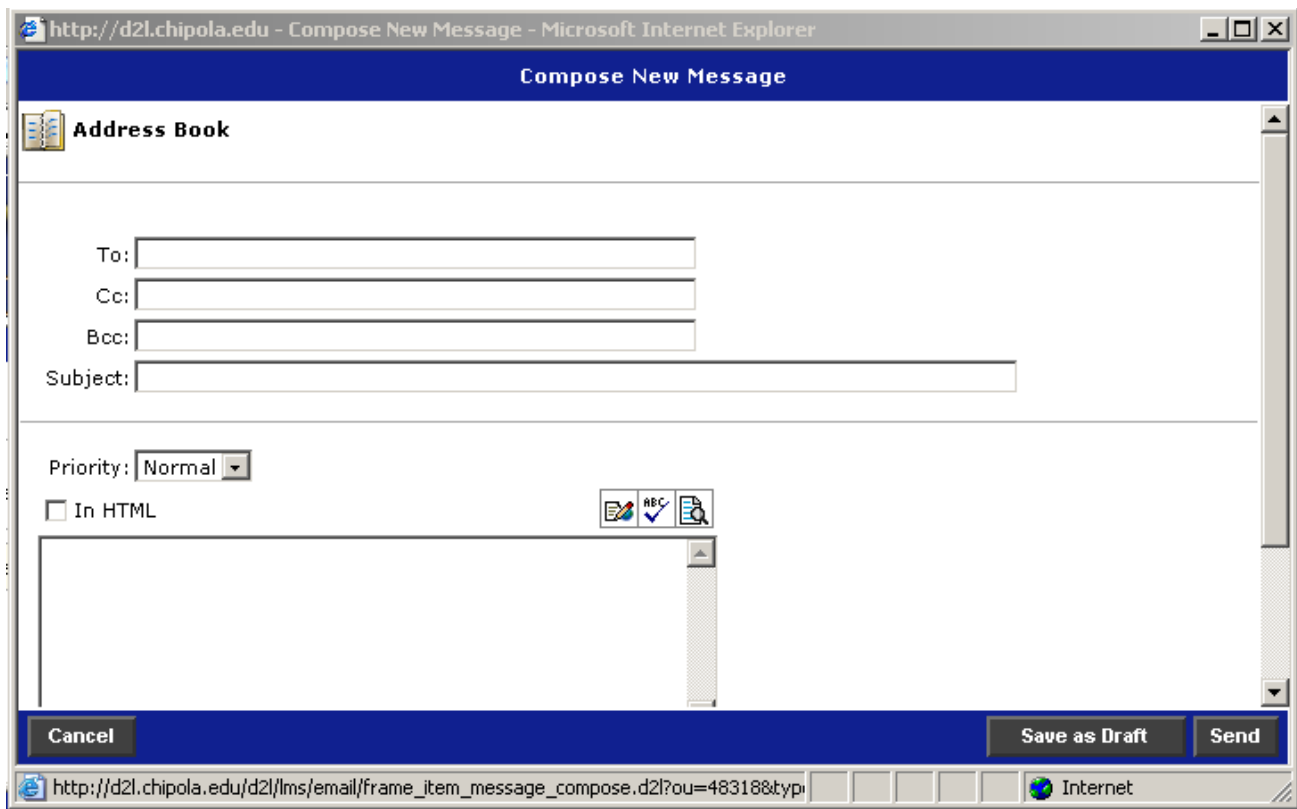 http://d2l.chipola.edu - Compose New Message - Microsoft Internet Explorer
Compose New Message
Address Book
To:
Cc:
Bcc:
Subject:
Priority: Normal
In HTML
ABC
Cancel Save as Draft Send
http://d2l.chipola.edu/d2l/lms/email/frame_item_message_compose.d2l?ou=48318&typ Internet